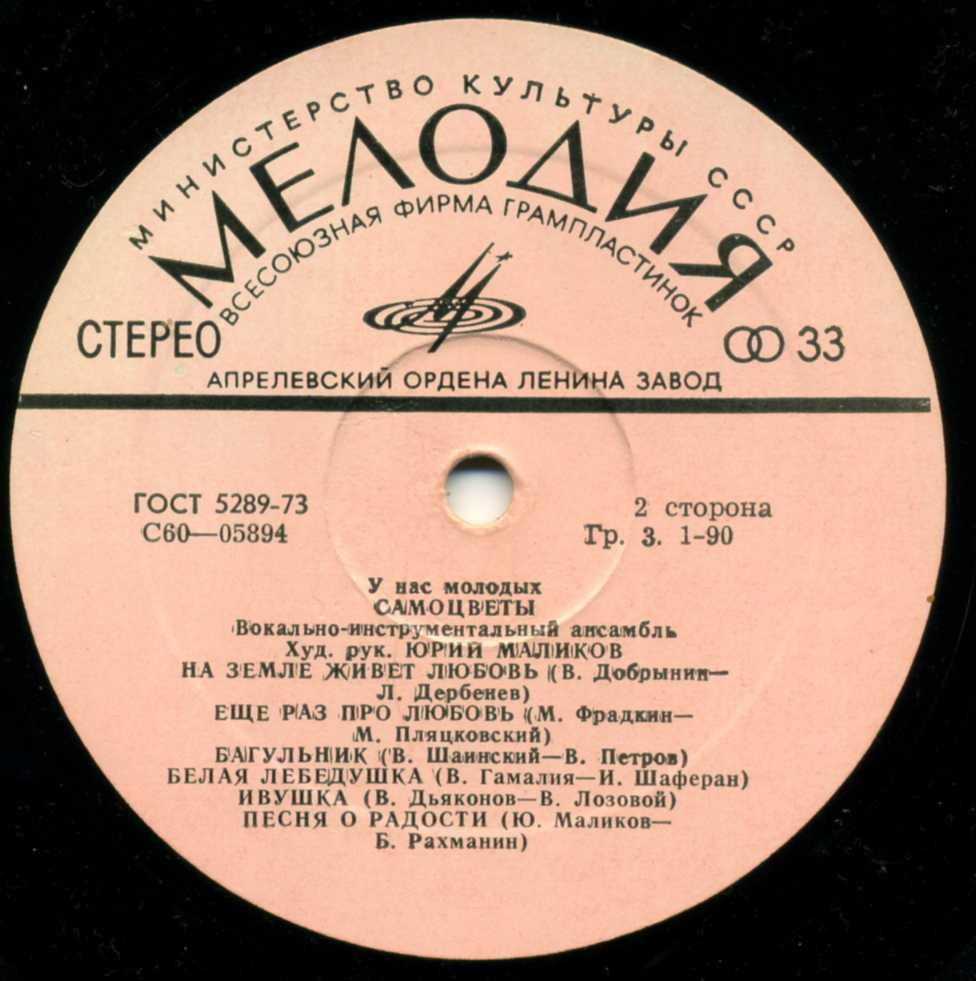 МИНИСТЕРСТВО КУЛЬТУРЫ СССР
МЕЛОДИЯ
ВСЕСОЮЗНАЯ ФИРМА ГРАМПЛАСТИНОК
СТЕРЕО
33
АПРЕЛЕВСКИЙ ОРДЕНА ЛЕНИНА ЗАВОД
ГОСТ 5289-73
2 сторона
С60—05894
Гр. 3. 1-90
У нас молодых
САМОЦВЕТЫ
Вокально-инструментальный ансамбль
Худ. рук. ЮРИЙ МАЛИКОВ
НА ЗЕМЛЕ ЖИВЕТ ЛЮБОВЬ (В. Добрынин—
Л. Дербенев)
ЕЩЕ РАЗ ПРО ЛЮБОВЬ (М. Фрадкин—
М. Пляцковский)
БАГУЛЬНИК (В. Шаинский—В. Петров)
БЕЛАЯ ЛЕБЕДУШКА (В. Гамалия—И. Шаферан)
ИВУШКА (В. Дьяконов—В. Лозовой)
ПЕСНЯ О РАДОСТИ (Ю. Маликов—
Б. Рахманин)